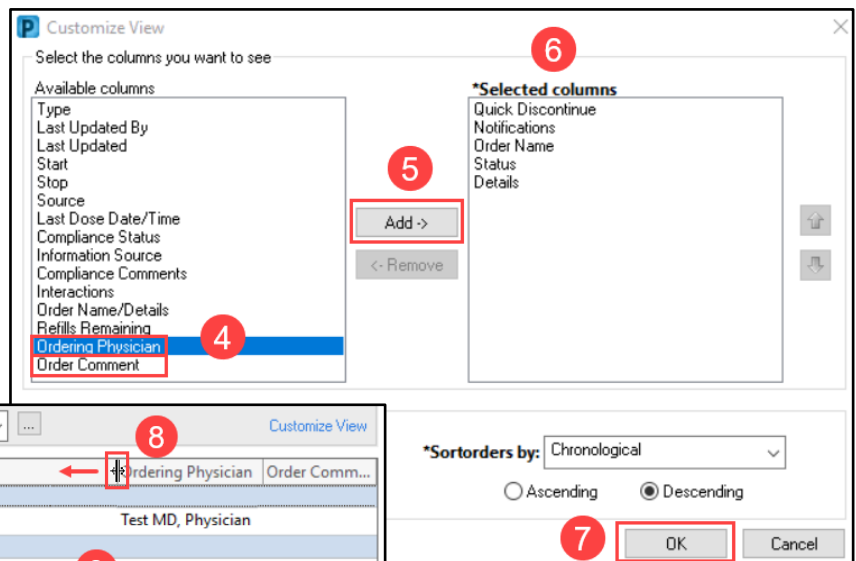 P Customize View
Select the columns you want to see
6
Available columns
*Selected columns
Type
Last Updated By
Last Updated
Start
Stop
Source
Last Dose Date/Time
Compliance Status
Information Source
Compliance Comments
Interactions
Order Name/Details
Refills Remaining
Ordering Physician
Order Comment
4
5
Add ->
<- Remove
Quick Discontinue
Notifications
Order Name
Status
Details
...
8
Customize View
Ordering Physician
Order Comm...
Test MD, Physician
*Sortorders by:
Chronological
Ascending
Descending
7
OK
Cancel